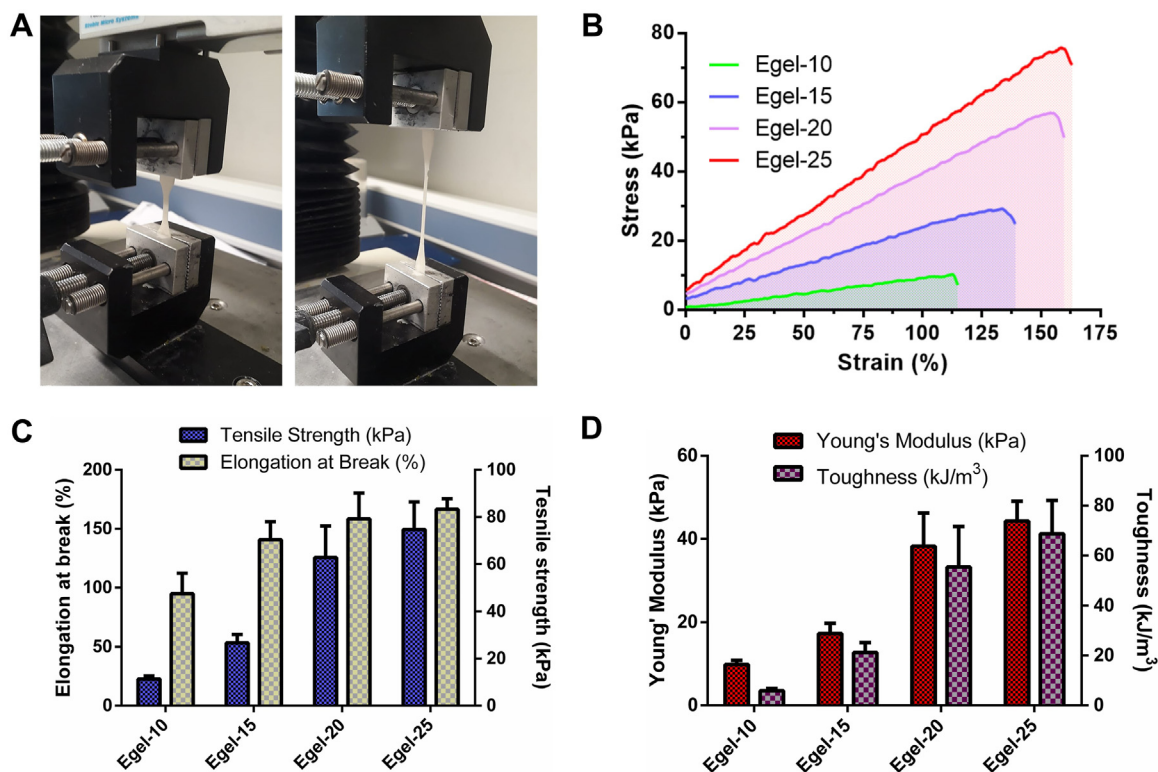 A
Stable Micro Systems
B
Egel-10
Egel-15
Egel-20
Egel-25
Stress (kPa)
80
60
40
20
0
0 25 50 75 100 125 150 175
Strain (%)
C
Tensile Strength (kPa)
Elongation at Break (%)
Elongation at break (%)
200
150
100
50
0
100
80
60
40
20
0
Tesnile strength (kPa)
Egel-10
Egel-15
Egel-20
Egel-25
D
Young's Modulus (kPa)
Toughness (kJ/m³)
Young' Modulus (kPa)
60
40
20
0
100
80
60
40
20
0
Toughness (kJ/m³)
Egel-10
Egel-15
Egel-20
Egel-25